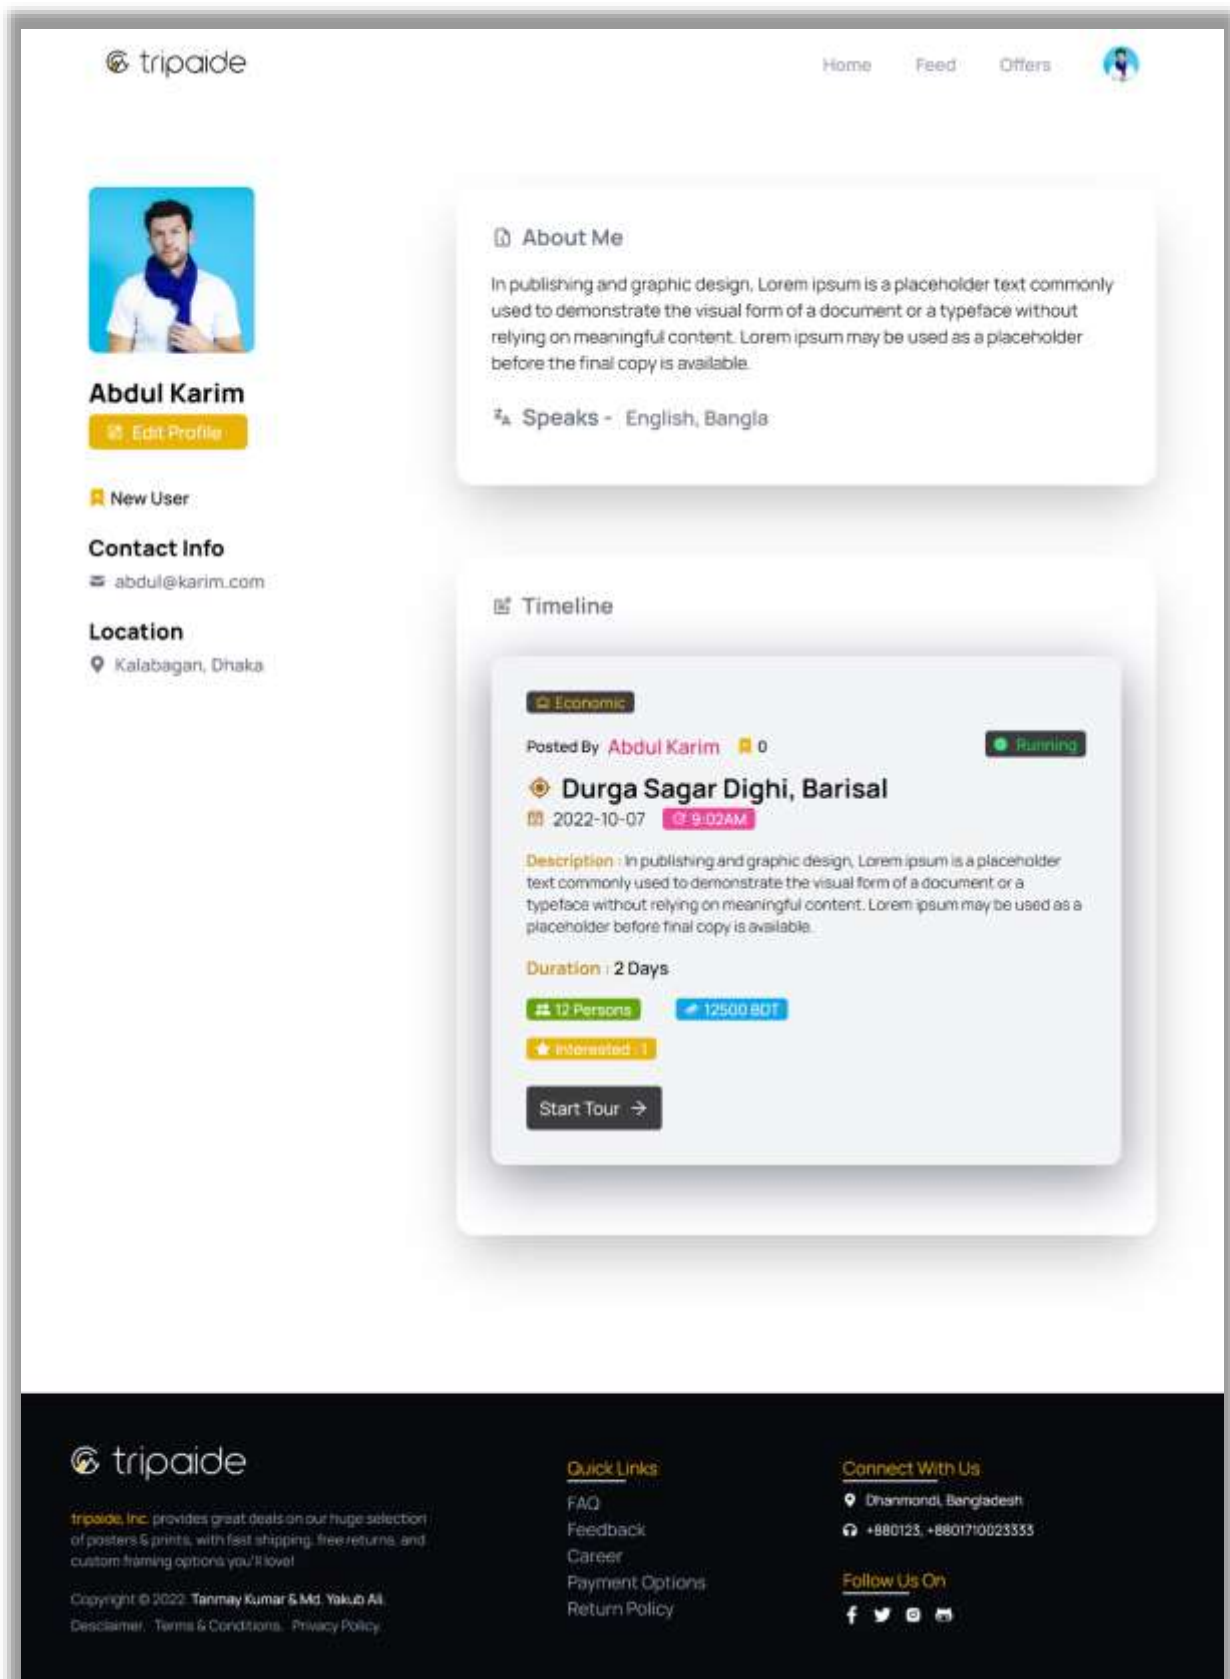 tripaide
Home Feed Offers
Abdul Karim
Edit Profile
New User
Contact Info
abdul@karim.com
Location
Kalabagan, Dhaka
About Me
In publishing and graphic design, Lorem ipsum is a placeholder text commonly
used to demonstrate the visual form of a document or a typeface without
relying on meaningful content. Lorem ipsum may be used as a placeholder
before the final copy is available.
Speaks - English, Bangla
Timeline
Economic
Posted By Abdul Karim 0
Running
Durga Sagar Dighi, Barisal
2022-10-07 9:02AM
Description : In publishing and graphic design, Lorem ipsum is a placeholder
text commonly used to demonstrate the visual form of a document or a
typeface without relying on meaningful content. Lorem ipsum may be used as a
placeholder before final copy is available.
Duration : 2 Days
12 Persons 12500 BDT
Interested : 1
Start Tour →
tripaide
tripaide, Inc. provides great deals on our huge selection
of posters & prints, with fast shipping, free returns, and
custom framing options you'll love!
Copyright © 2022. Tanmay Kumar & Md. Yakub Ali.
Desclaimer. Terms & Conditions. Privacy Policy.
Quick Links
FAQ
Feedback
Career
Payment Options
Return Policy
Connect With Us
Dhanmondi, Bangladesh
+880123, +8801710023333
Follow Us On